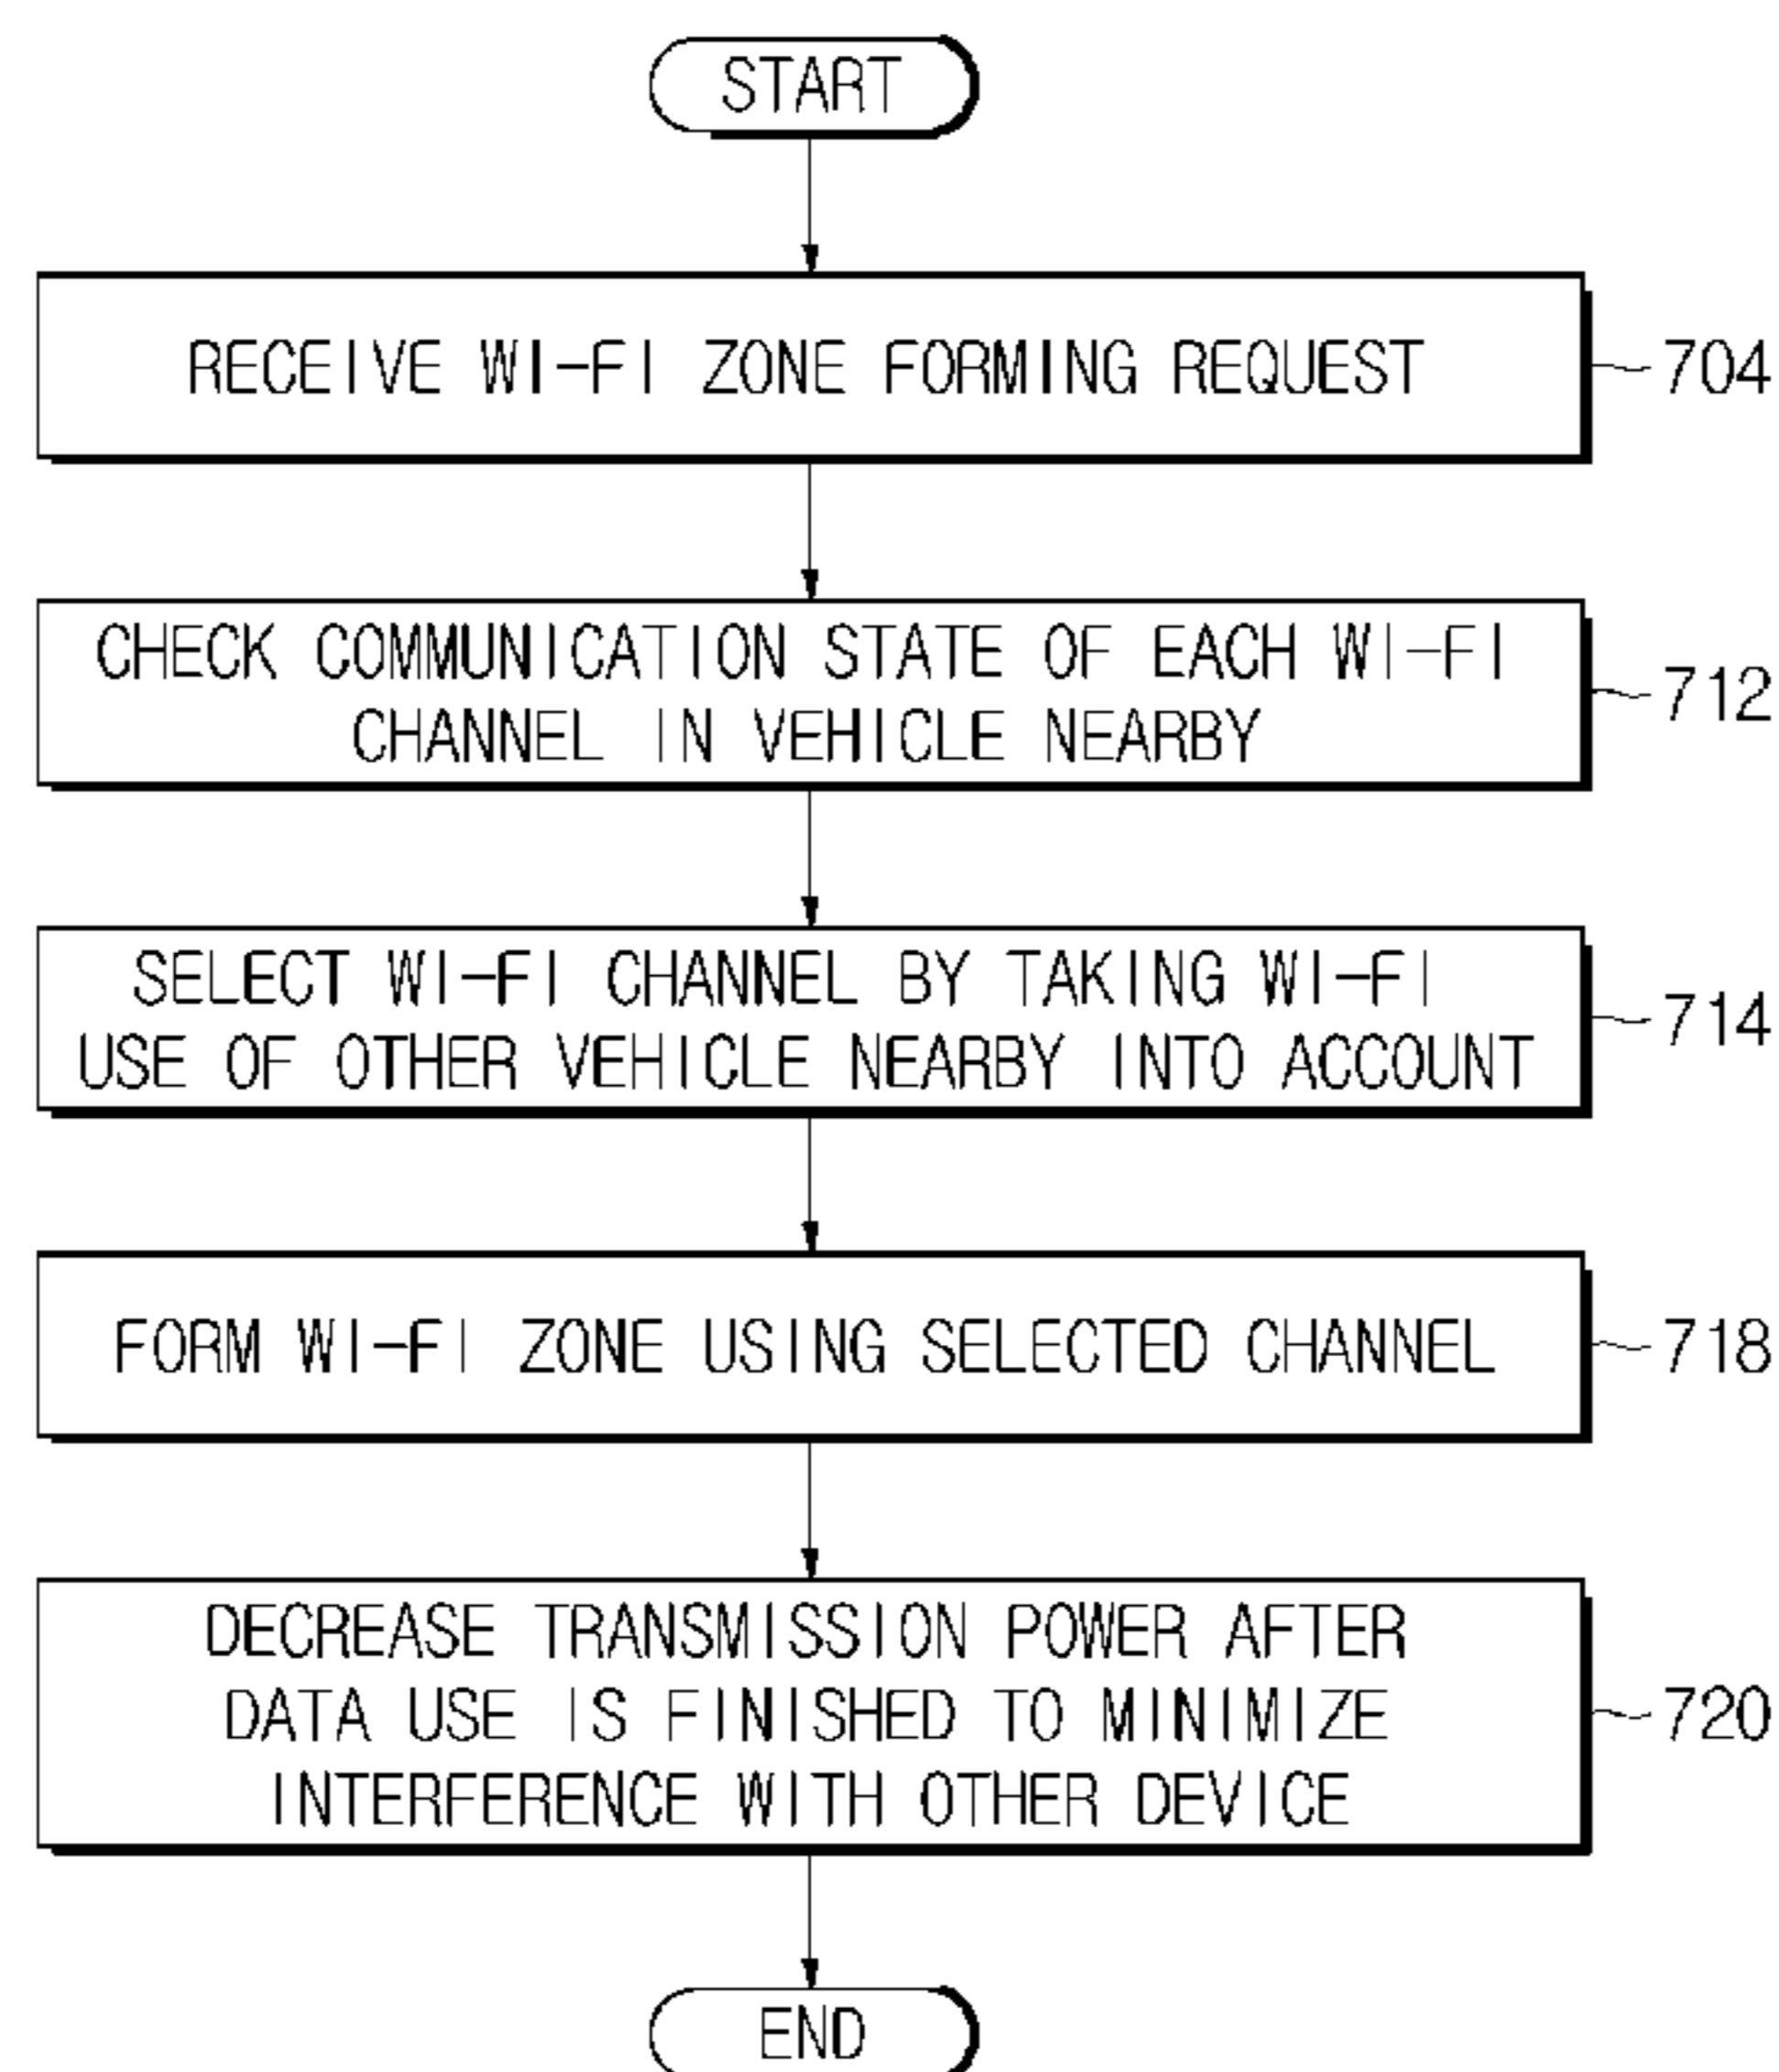 START
RECEIVE WI-FI ZONE FORMING REQUEST
704
CHECK COMMUNICATION STATE OF EACH WI-FI
CHANNEL IN VEHICLE NEARBY
712
SELECT WI-FI CHANNEL BY TAKING WI-FI
USE OF OTHER VEHICLE NEARBY INTO ACCOUNT
714
FORM WI-FI ZONE USING SELECTED CHANNEL
718
DECREASE TRANSMISSION POWER AFTER
DATA USE IS FINISHED TO MINIMIZE
INTERFERENCE WITH OTHER DEVICE
720
END